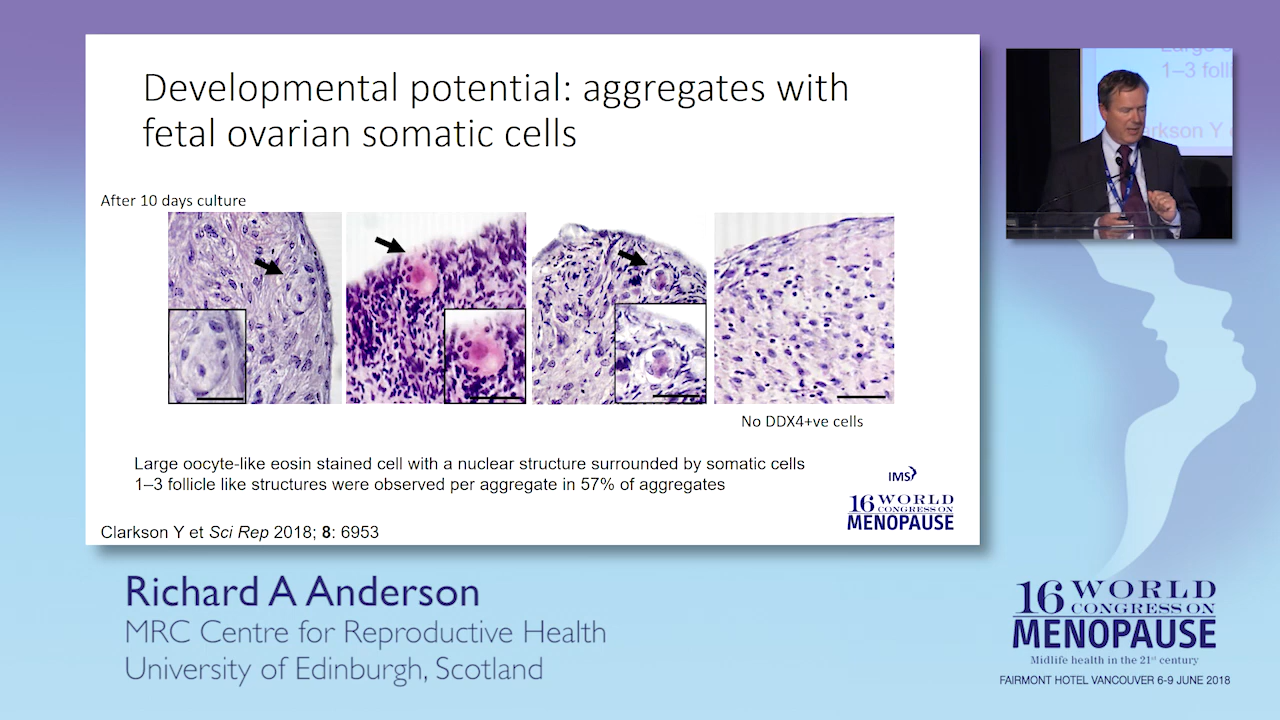 Developmental potential: aggregates with
fetal ovarian somatic cells
After 10 days culture
No DDX4+ve cells
Large oocyte-like eosin stained cell with a nuclear structure surrounded by somatic cells
1–3 follicle like structures were observed per aggregate in 57% of aggregates
IMS
16 WORLD
CONGRESS ON
MENOPAUSE
Clarkson Y et Sci Rep 2018; 8: 6953
1–3 foll
rkson Y
Richard A Anderson
MRC Centre for Reproductive Health
University of Edinburgh, Scotland
16 WORLD
CONGRESS ON
MENOPAUSE
Midlife health in the 21st century
FAIRMONT HOTEL VANCOUVER 6-9 JUNE 2018